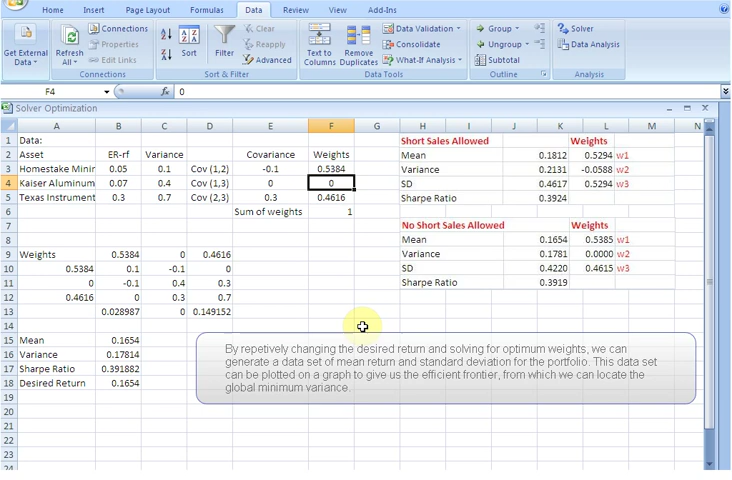 Home Insert Page Layout Formulas Data Review View Add-Ins
Get External Data Refresh All Connections Properties Edit Links Sort Filter Clear Reapply Advanced Text to Columns Remove Duplicates Data Validation Consolidate What-If Analysis Group Ungroup Subtotal Solver Data Analysis
Connections Sort & Filter Data Tools Outline Analysis
F4 fx 0
Solver Optimization
A B C D E F G H I J K L M N
1 Data: Short Sales Allowed Weights
2 Asset ER-rf Variance Covariance Weights Mean 0.1812 0.5294 w1
3 Homestake Minir 0.05 0.1 Cov (1,2) -0.1 0.5384 Variance 0.2131 -0.0588 w2
4 Kaiser Aluminum 0.07 0.4 Cov (1,3) 0 0 SD 0.4617 0.5294 w3
5 Texas Instrument 0.3 0.7 Cov (2,3) 0.3 0.4616 Sharpe Ratio 0.3924
6 Sum of weights 1
7 No Short Sales Allowed Weights
8 Mean 0.1654 0.5385 w1
9 Weights 0.5384 0 0.4616 Variance 0.1781 0.0000 w2
10 0.5384 0.1 -0.1 0 SD 0.4220 0.4615 w3
11 0 -0.1 0.4 0.3 Sharpe Ratio 0.3919
12 0.4616 0 0.3 0.7
13 0.028987 0 0.149152
14
15 Mean 0.1654
16 Variance 0.17814
17 Sharpe Ratio 0.391882
18 Desired Return 0.1654
19
20
21
22
23
24
By repetively changing the desired return and solving for optimum weights, we can
generate a data set of mean return and standard deviation for the portfolio. This data set
can be plotted on a graph to give us the efficient frontier, from which we can locate the
global minimum variance.